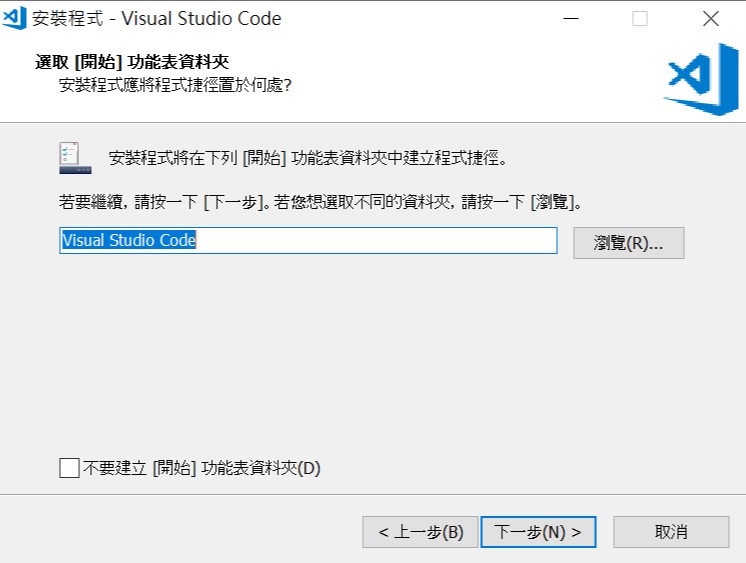 安裝程式 - Visual Studio Code
選取 [開始] 功能表資料夾
安裝程式應將程式捷徑置於何處?
安裝程式將在下列 [開始] 功能表資料夾中建立程式捷徑。
若要繼續, 請按一下 [下一步]。若您想選取不同的資料夾, 請按一下 [瀏覽]。
Visual Studio Code
瀏覽(R)...
不要建立 [開始] 功能表資料夾(D)
< 上一步(B)
下一步(N) >
取消